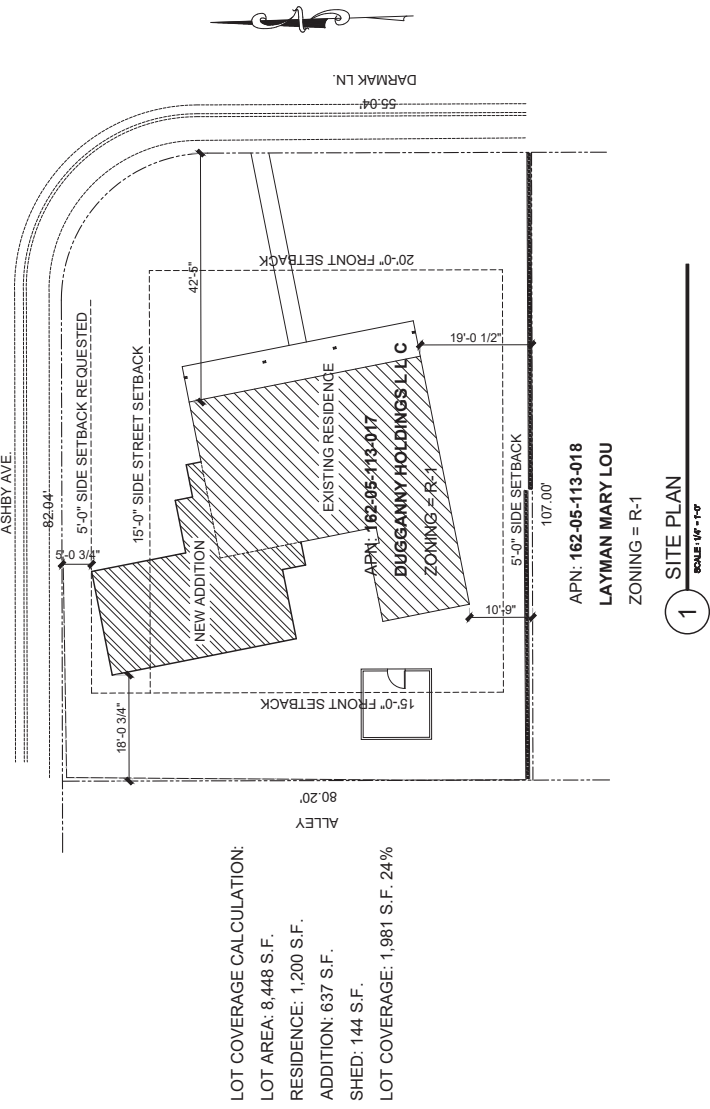 ASHBY AVE.
82.04'
5'-0" SIDE SETBACK REQUESTED
5'-0 3/4"
15'-0" SIDE STREET SETBACK
DARMAK LN.
55.04'
42'-5"
20'-0" FRONT SETBACK
NEW ADDITION
EXISTING RESIDENCE
APN: 162-05-113-017
DUGGANNY HOLDINGS L L C
ZONING = R-1
19'-0 1/2"
18'-0 3/4"
15'-0" FRONT SETBACK
10'-9"
5'-0" SIDE SETBACK
107.00'
80.20'
ALLEY
APN: 162-05-113-018
LAYMAN MARY LOU
ZONING = R-1
1
SITE PLAN
SCALE: 1/4" = 1'-0"
LOT COVERAGE CALCULATION:
LOT AREA: 8,448 S.F.
RESIDENCE: 1,200 S.F.
ADDITION: 637 S.F.
SHED: 144 S.F.
LOT COVERAGE: 1,981 S.F. 24%